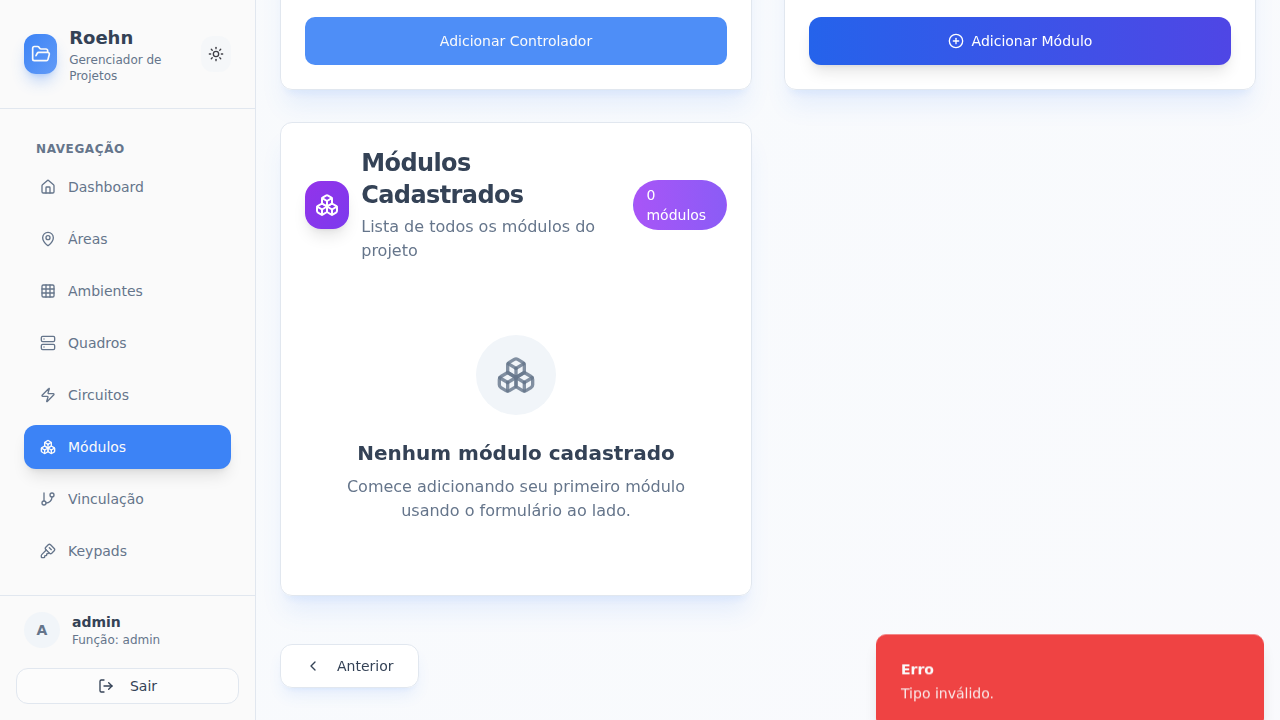 Roehn
Gerenciador de
Projetos
NAVEGAÇÃO
Dashboard
Áreas
Ambientes
Quadros
Circuitos
Módulos
Vinculação
Keypads
A
admin
Função: admin
Sair
Adicionar Controlador
Adicionar Módulo
Módulos
Cadastrados
Lista de todos os módulos do
projeto
0
módulos
Nenhum módulo cadastrado
Comece adicionando seu primeiro módulo
usando o formulário ao lado.
Anterior
Erro
Tipo inválido.